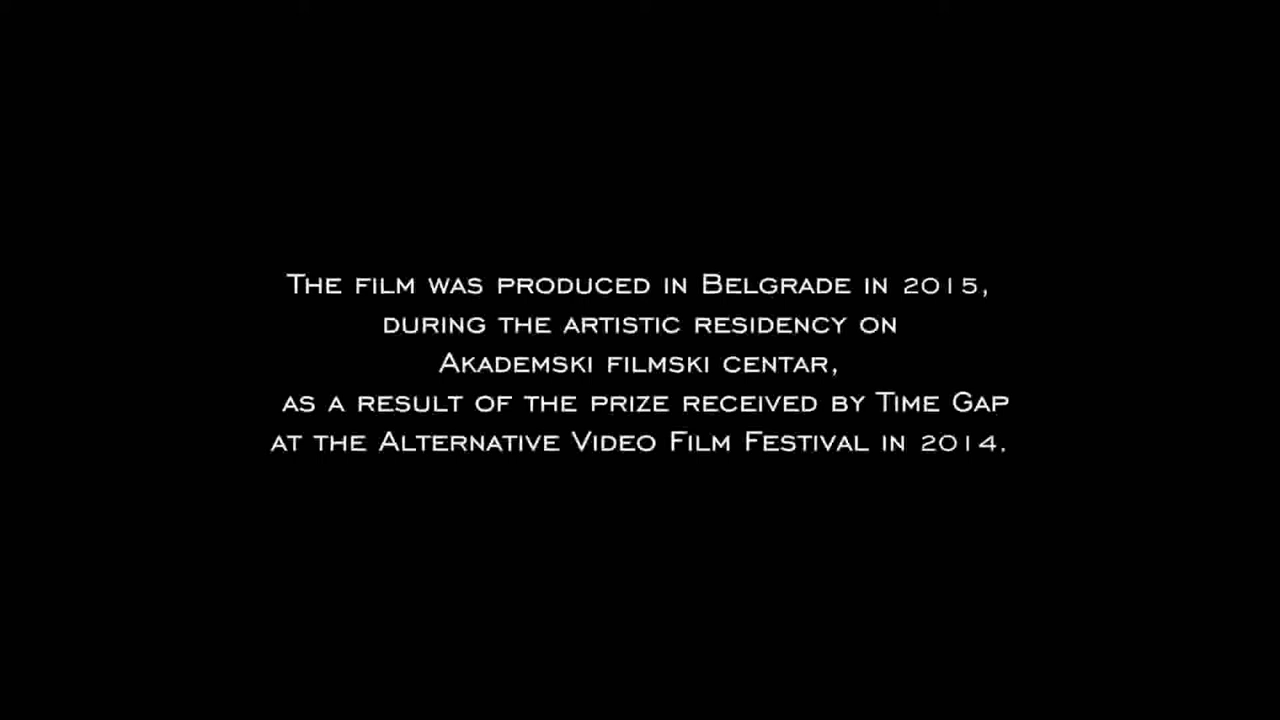 The film was produced in Belgrade in 2015,
during the artistic residency on
Akademski filmski centar,
as a result of the prize received by Time Gap
at the Alternative Video Film Festival in 2014.